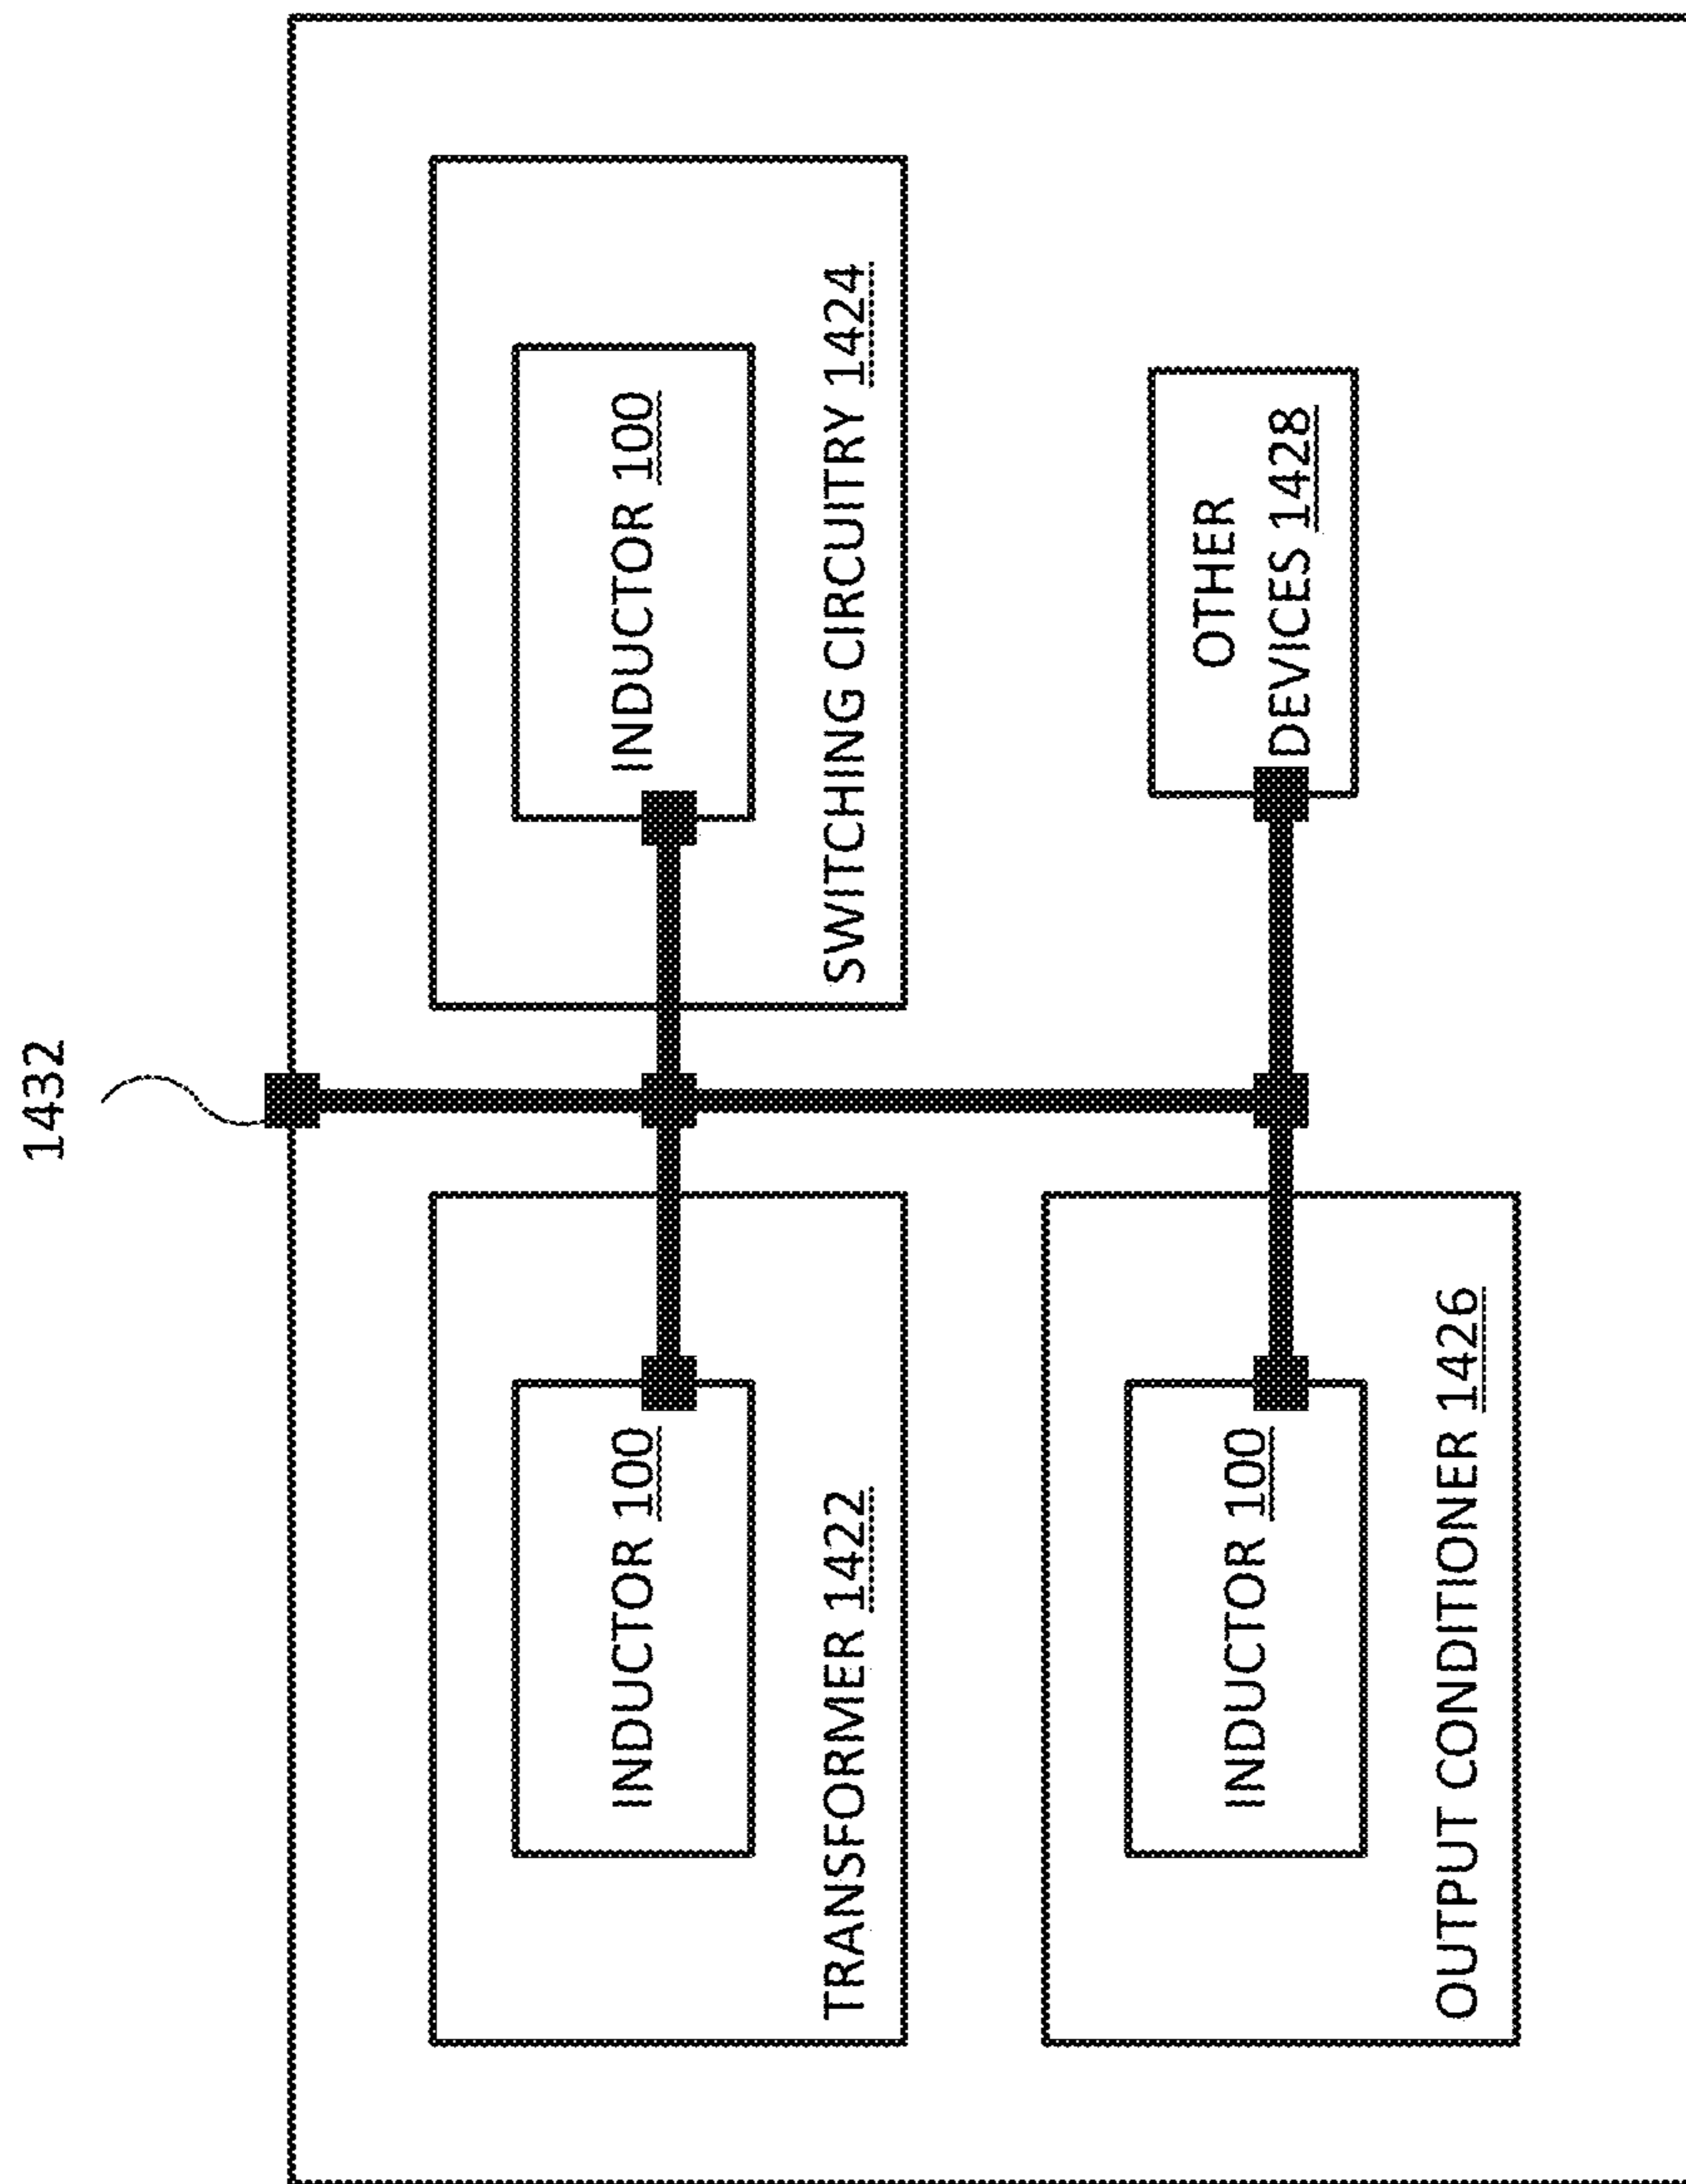 1432
INDUCTOR 100
TRANSFORMER 1422
INDUCTOR 100
SWITCHING CIRCUITRY 1424
INDUCTOR 100
OUTPUT CONDITIONER 1426
OTHER
DEVICES 1428